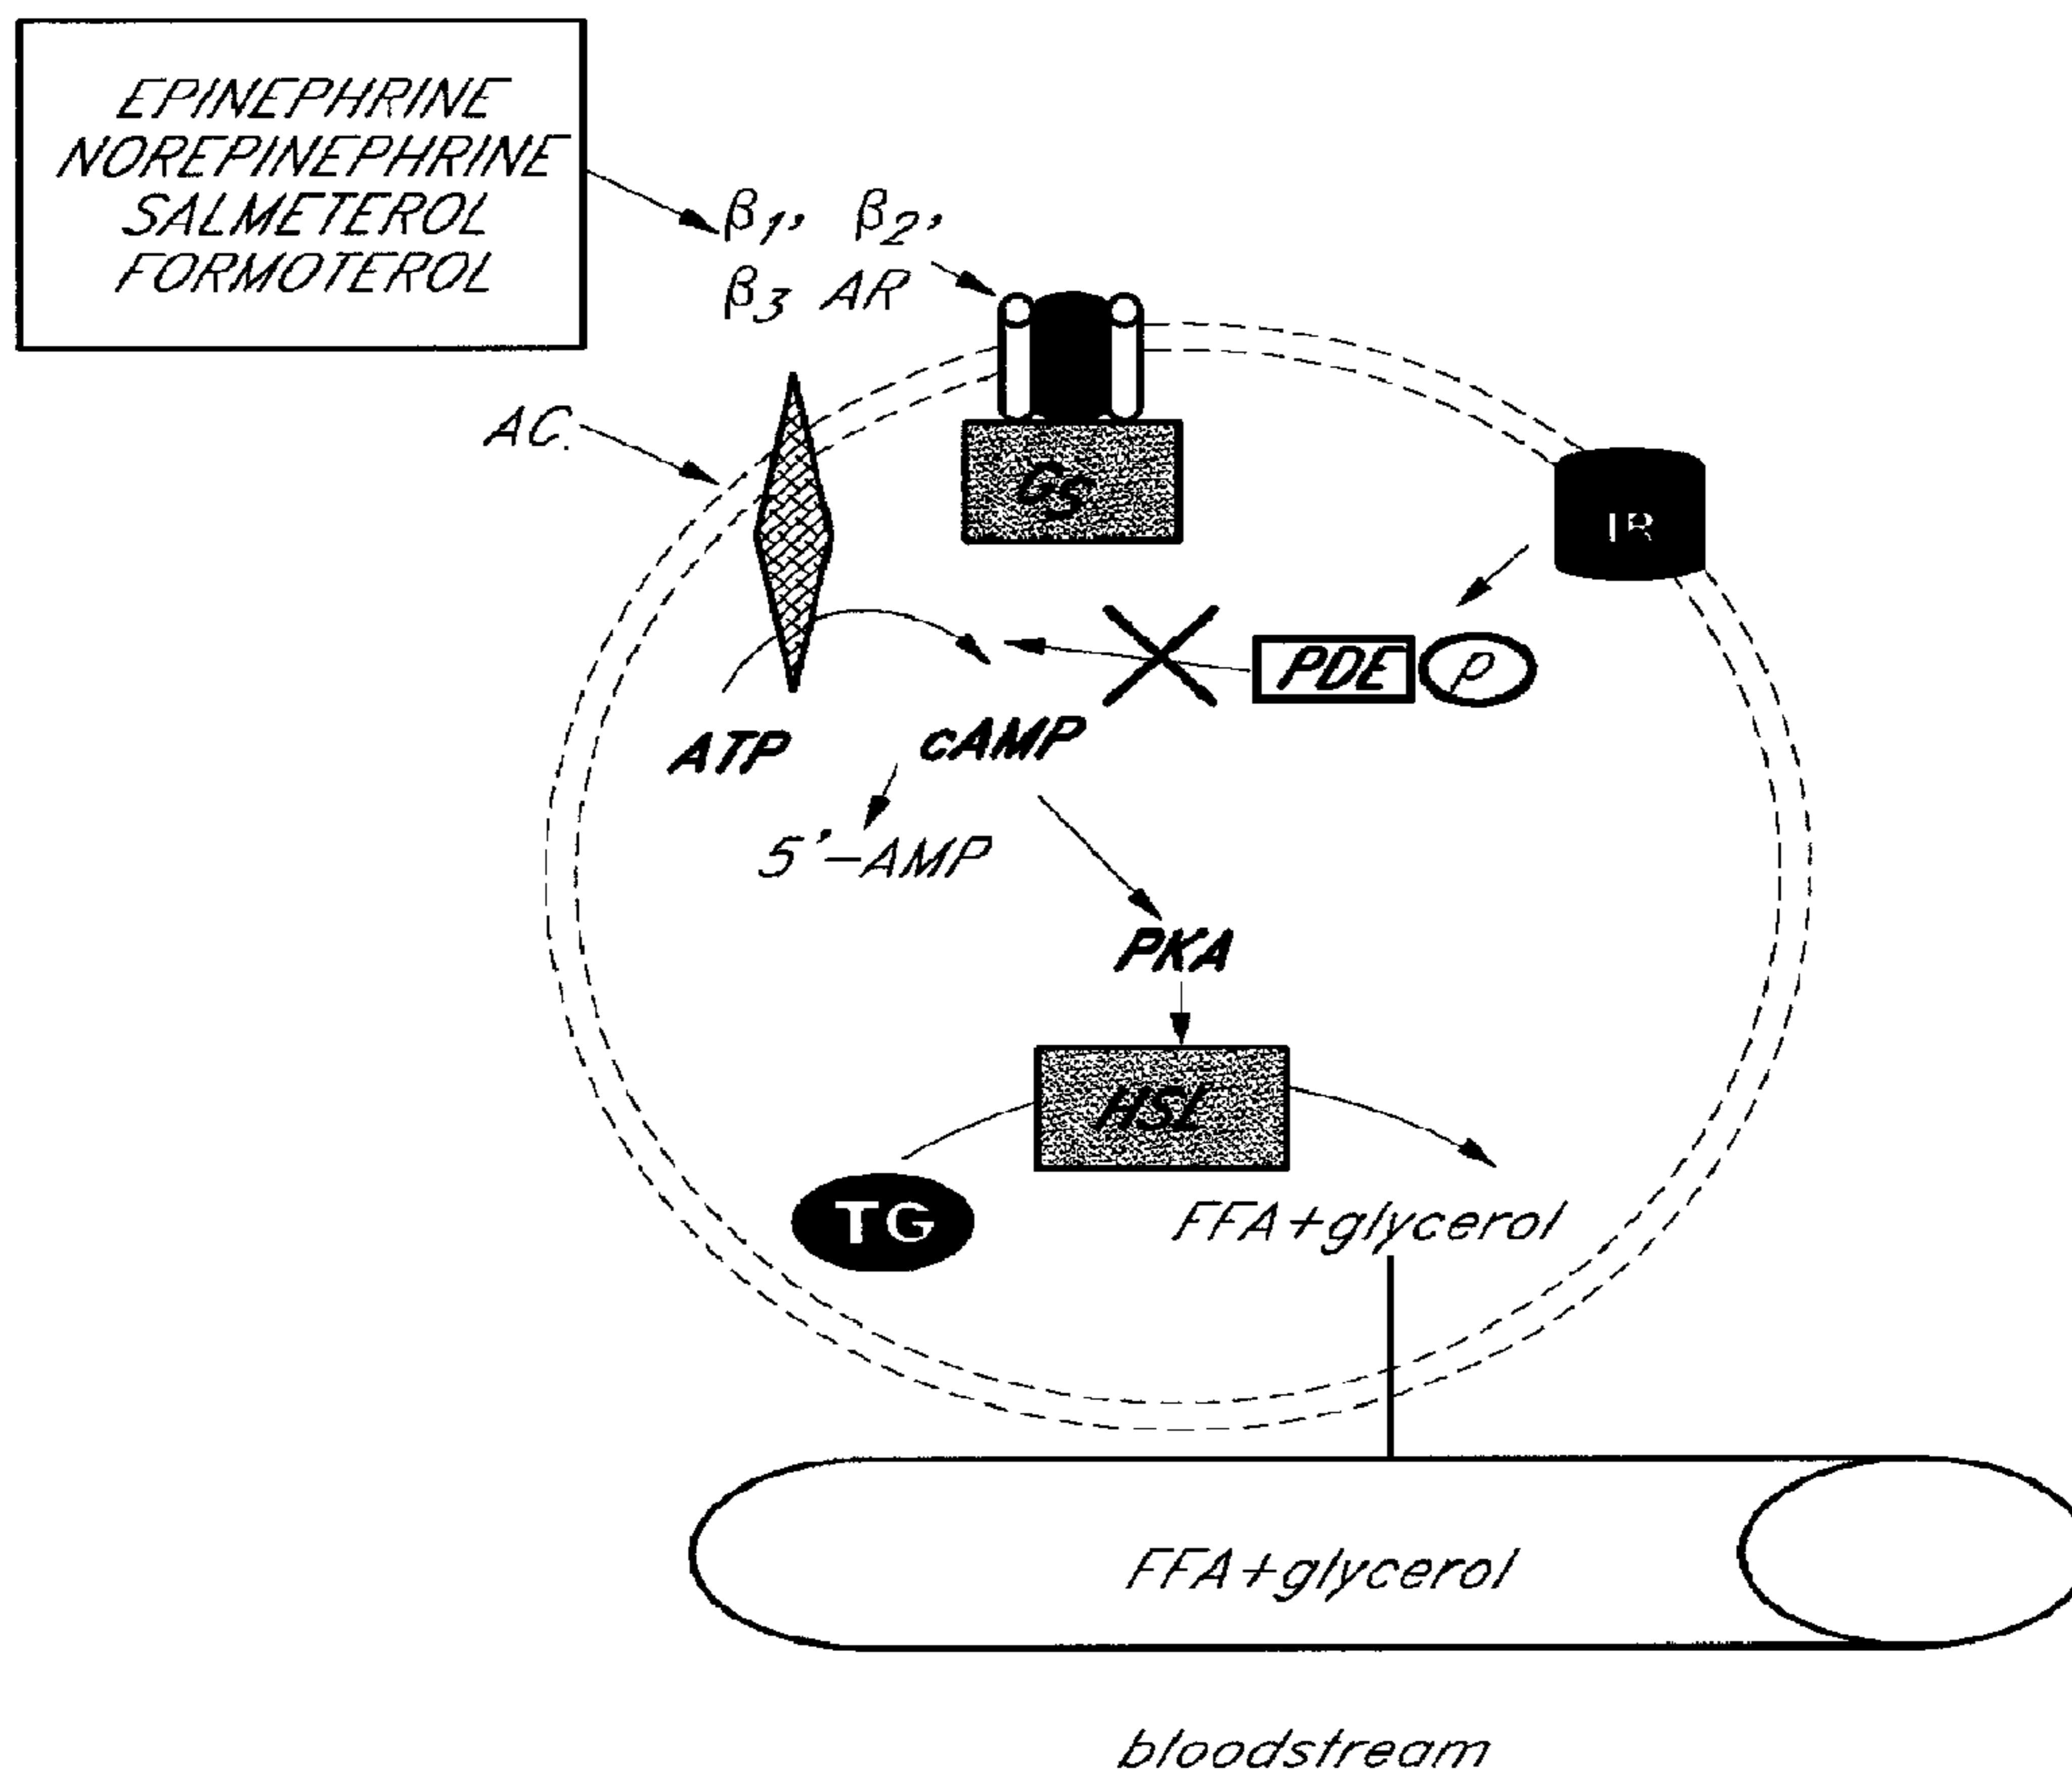 EPINEPHRINE
NOREPINEPHRINE
SALMETEROL
FORMOTEROL
β1, β2,
β3 AR
AC.
GS
IR
PDE P
ATP cAMP
5'-AMP
PKA
HSL
TG
FFA+glycerol
FFA+glycerol
bloodstream